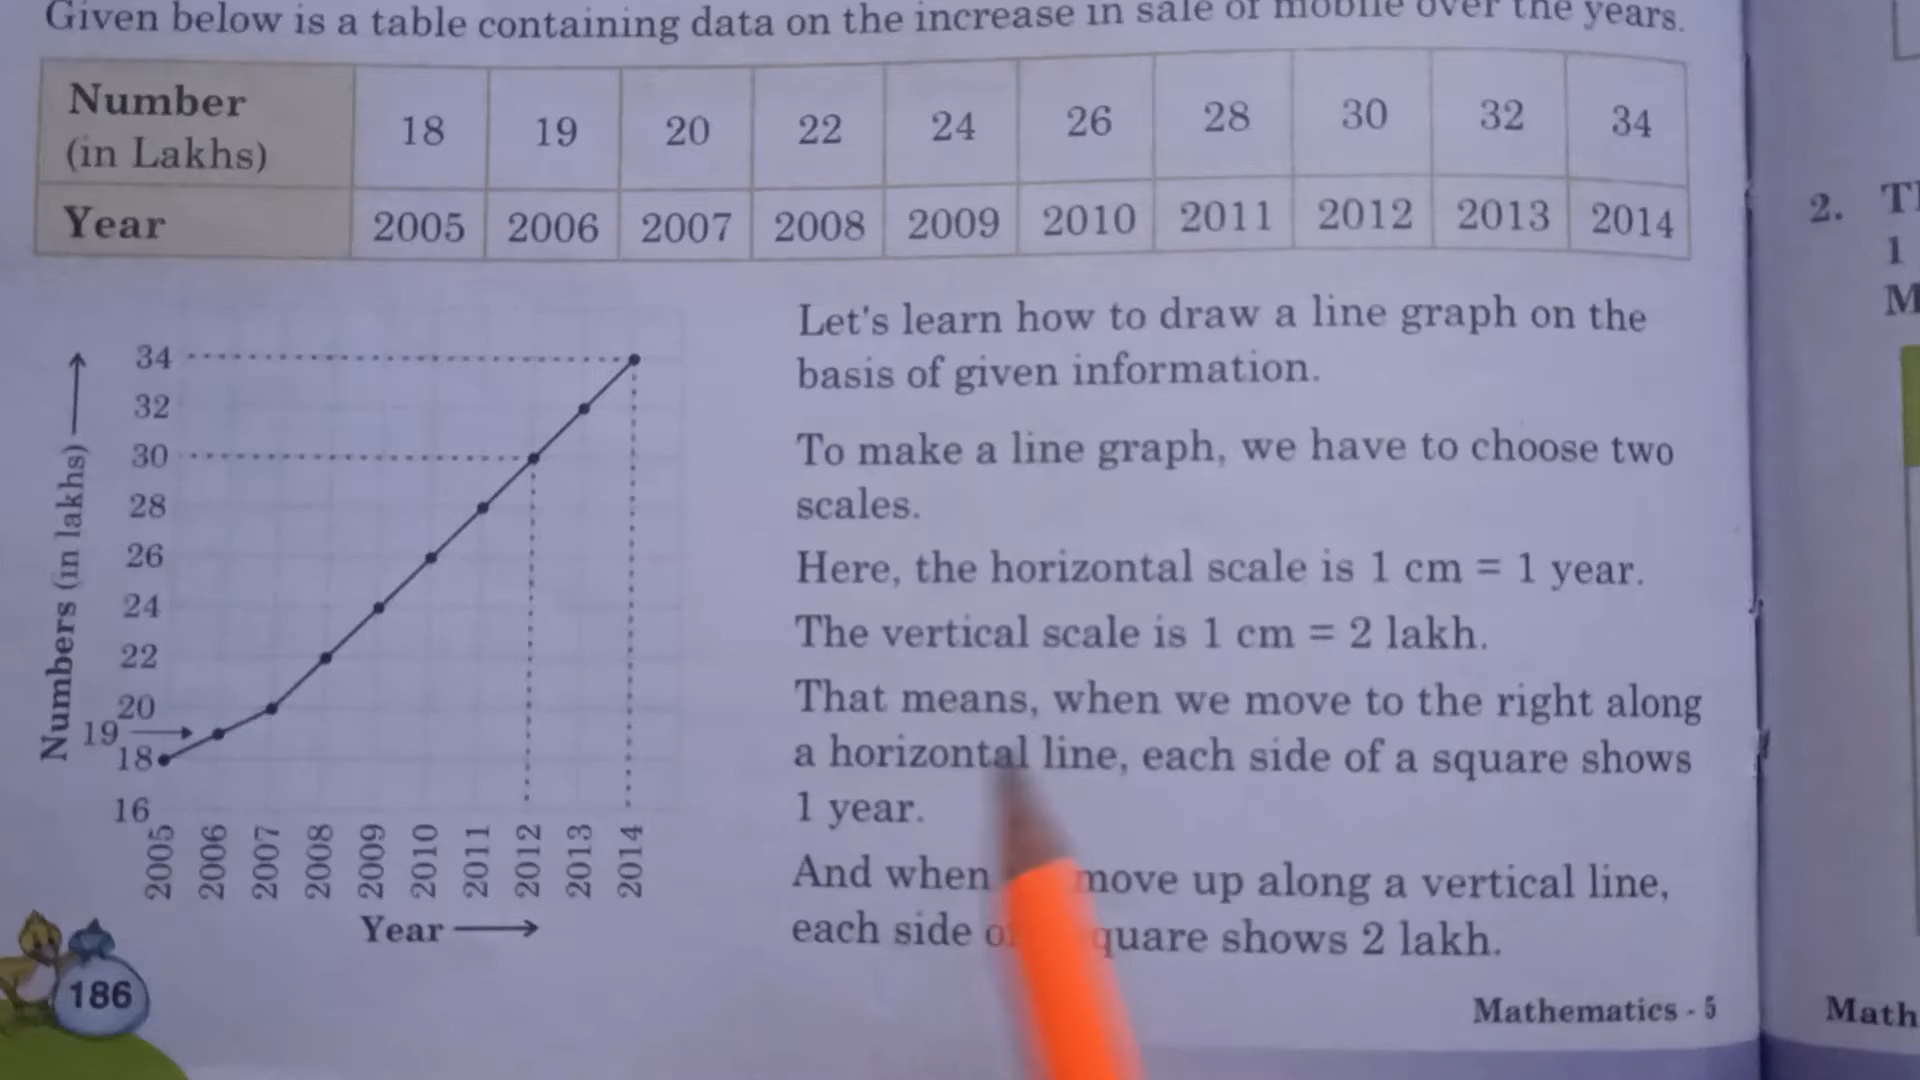 Given below is a table containing data on the increase in sale of mobile over the years.
Number (in Lakhs) 18 19 20 22 24 26 28 30 32 34
Year 2005 2006 2007 2008 2009 2010 2011 2012 2013 2014
Numbers (in lakhs)
34
32
30
28
26
24
22
20
19
18
16
2005 2006 2007 2008 2009 2010 2011 2012 2013 2014
Year
Let's learn how to draw a line graph on the
basis of given information.
To make a line graph, we have to choose two
scales.
Here, the horizontal scale is 1 cm = 1 year.
The vertical scale is 1 cm = 2 lakh.
That means, when we move to the right along
a horizontal line, each side of a square shows
1 year.
And when move up along a vertical line,
each side shows 2 lakh.
186
Mathematics - 5
2.
1
M
Math